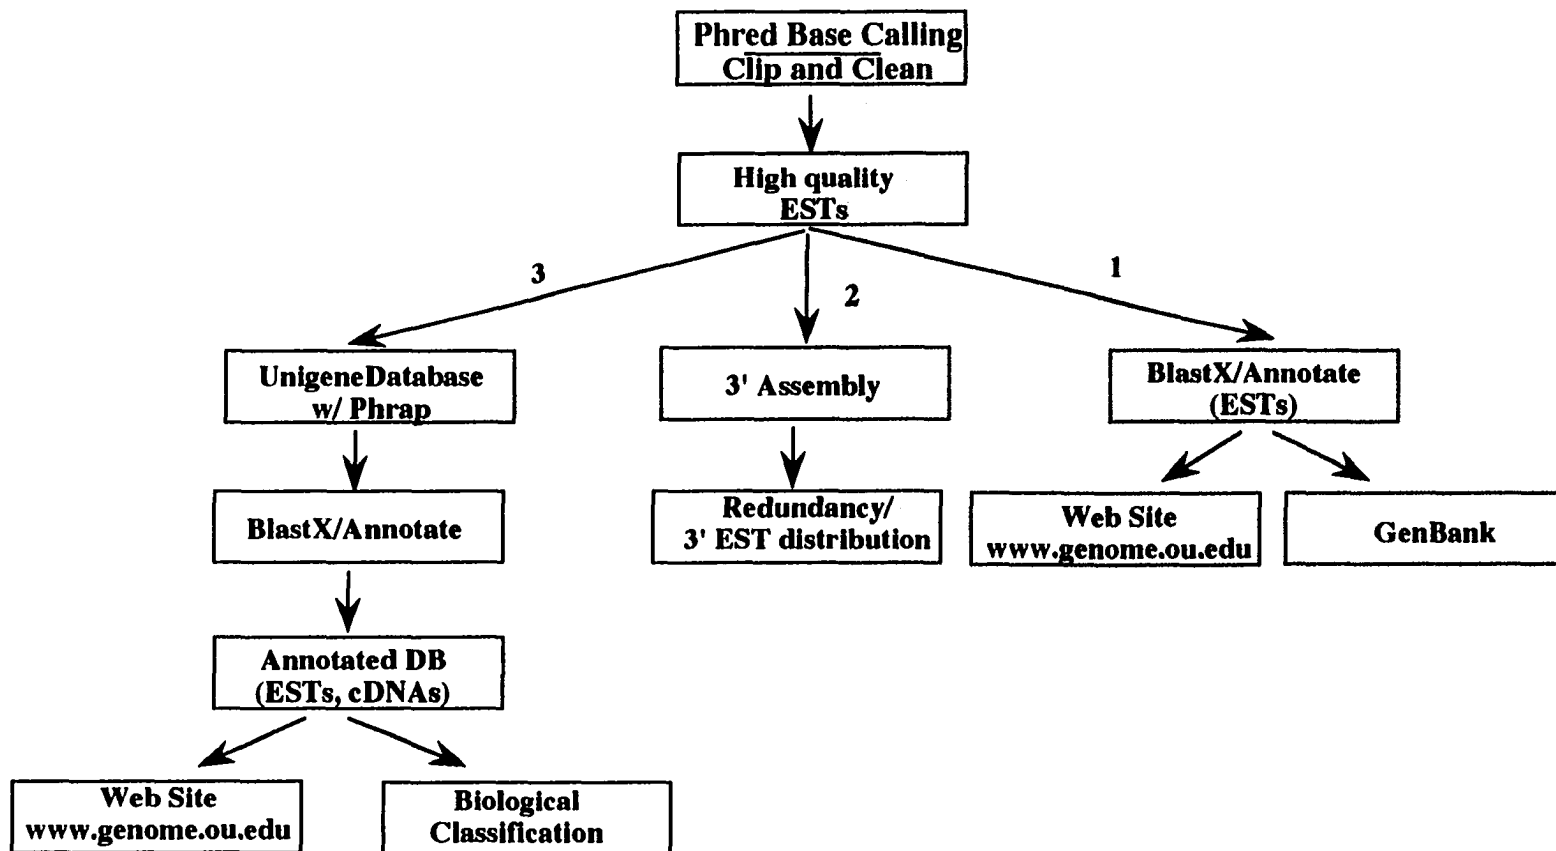 Phred Base Calling
Clip and Clean
High quality
ESTs
3
2
1
UnigeneDatabase
w/ Phrap
3' Assembly
BlastX/Annotate
(ESTs)
BlastX/Annotate
Redundancy/
3' EST distribution
Web Site
www.genome.ou.edu
GenBank
Annotated DB
(ESTs, cDNAs)
Web Site
www.genome.ou.edu
Biological
Classification